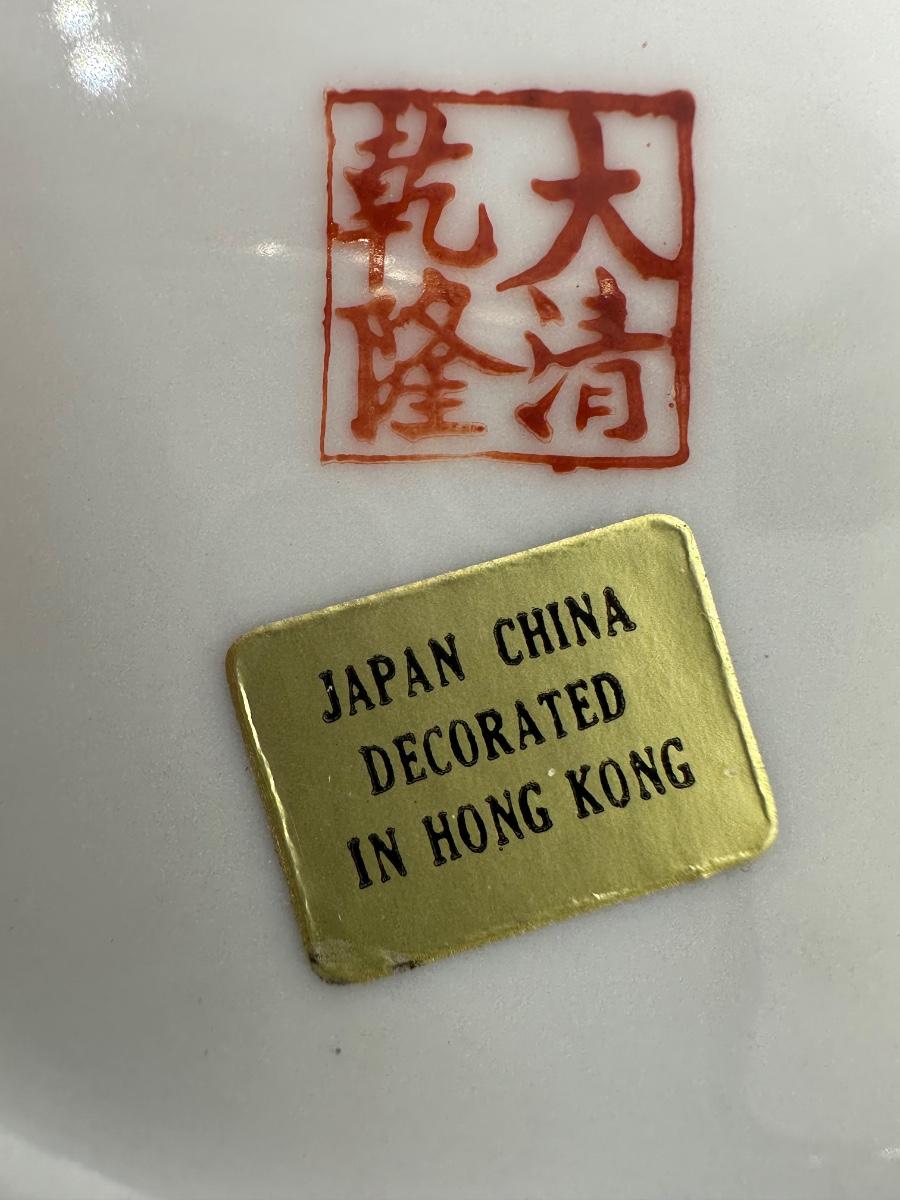 大清
乾隆
JAPAN CHINA
DECORATED
IN HONG KONG